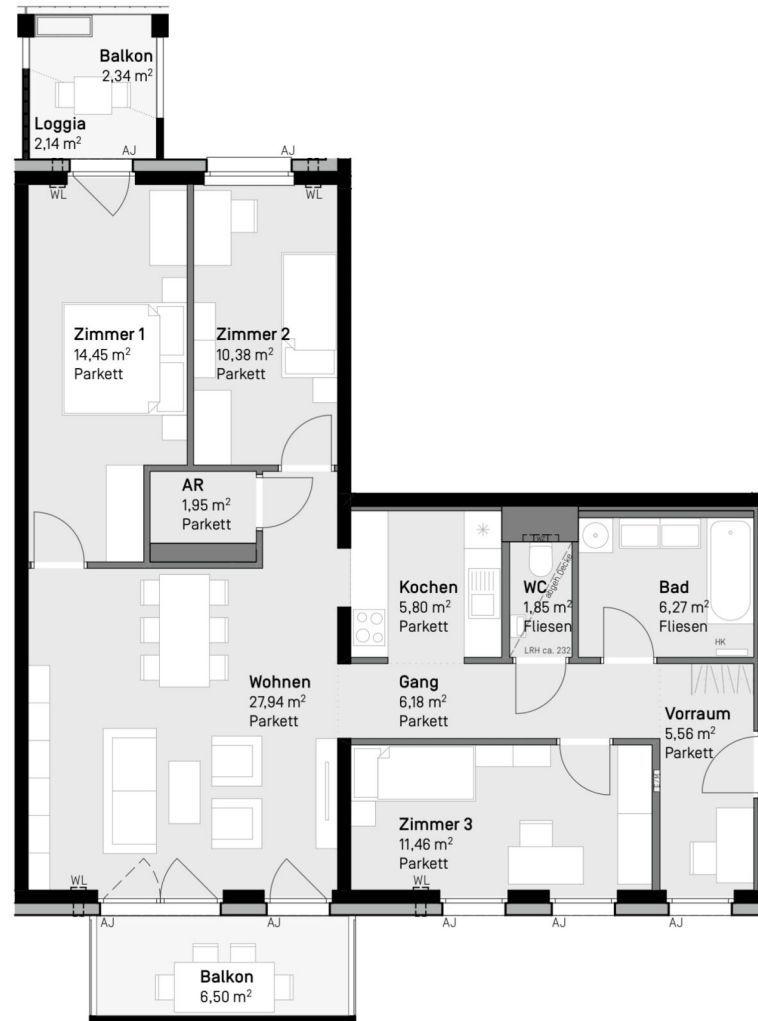 Balkon
2,34 m²
Loggia
2,14 m²
AJ
AJ
WL
WL
Zimmer 1
14,45 m²
Parkett
Zimmer 2
10,38 m²
Parkett
AR
1,95 m²
Parkett
Kochen
5,80 m²
Parkett
WC
1,85 m²
Fliesen
abgeh. Decke
LRH ca. 232
Bad
6,27 m²
Fliesen
HK
Wohnen
27,94 m²
Parkett
Gang
6,18 m²
Parkett
Vorraum
5,56 m²
Parkett
Zimmer 3
11,46 m²
Parkett
WL
WL
AJ
AJ
AJ
AJ
AJ
Balkon
6,50 m²